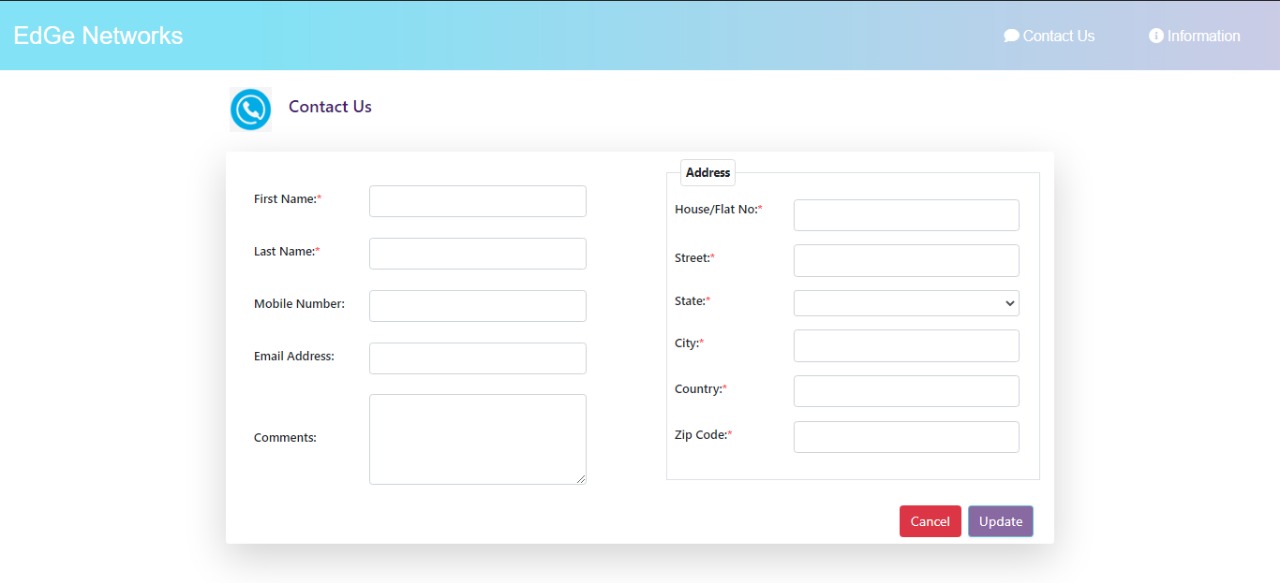 EdGe Networks
Contact Us
Information
Contact Us
First Name:*
Last Name:*
Mobile Number:
Email Address:
Comments:
Address
House/Flat No:*
Street:*
State:*
City:*
Country:*
Zip Code:*
Cancel
Update